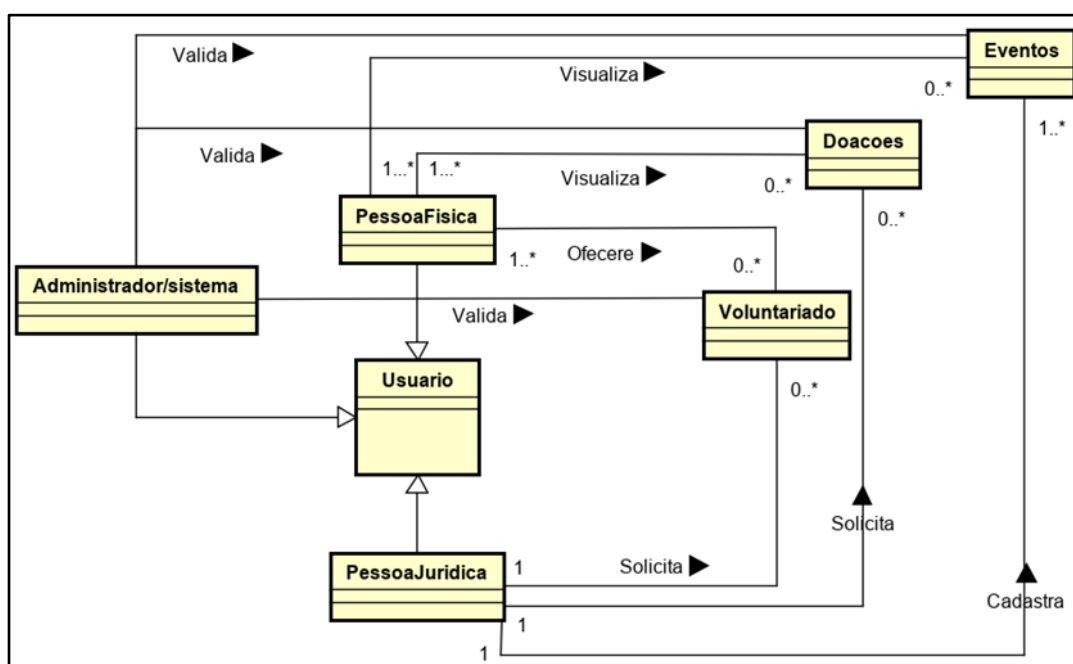 Valida ▶
Eventos
Visualiza ▶
0..*
1..*
Valida ▶
Doacoes
1...*
1...*
Visualiza ▶
0..*
0..*
PessoaFisica
1..*
Ofecere ▶
0..*
Administrador/sistema
Valida ▶
Voluntariado
0..*
Usuario
Solicita
PessoaJuridica
1
Solicita ▶
1
Cadastra
1